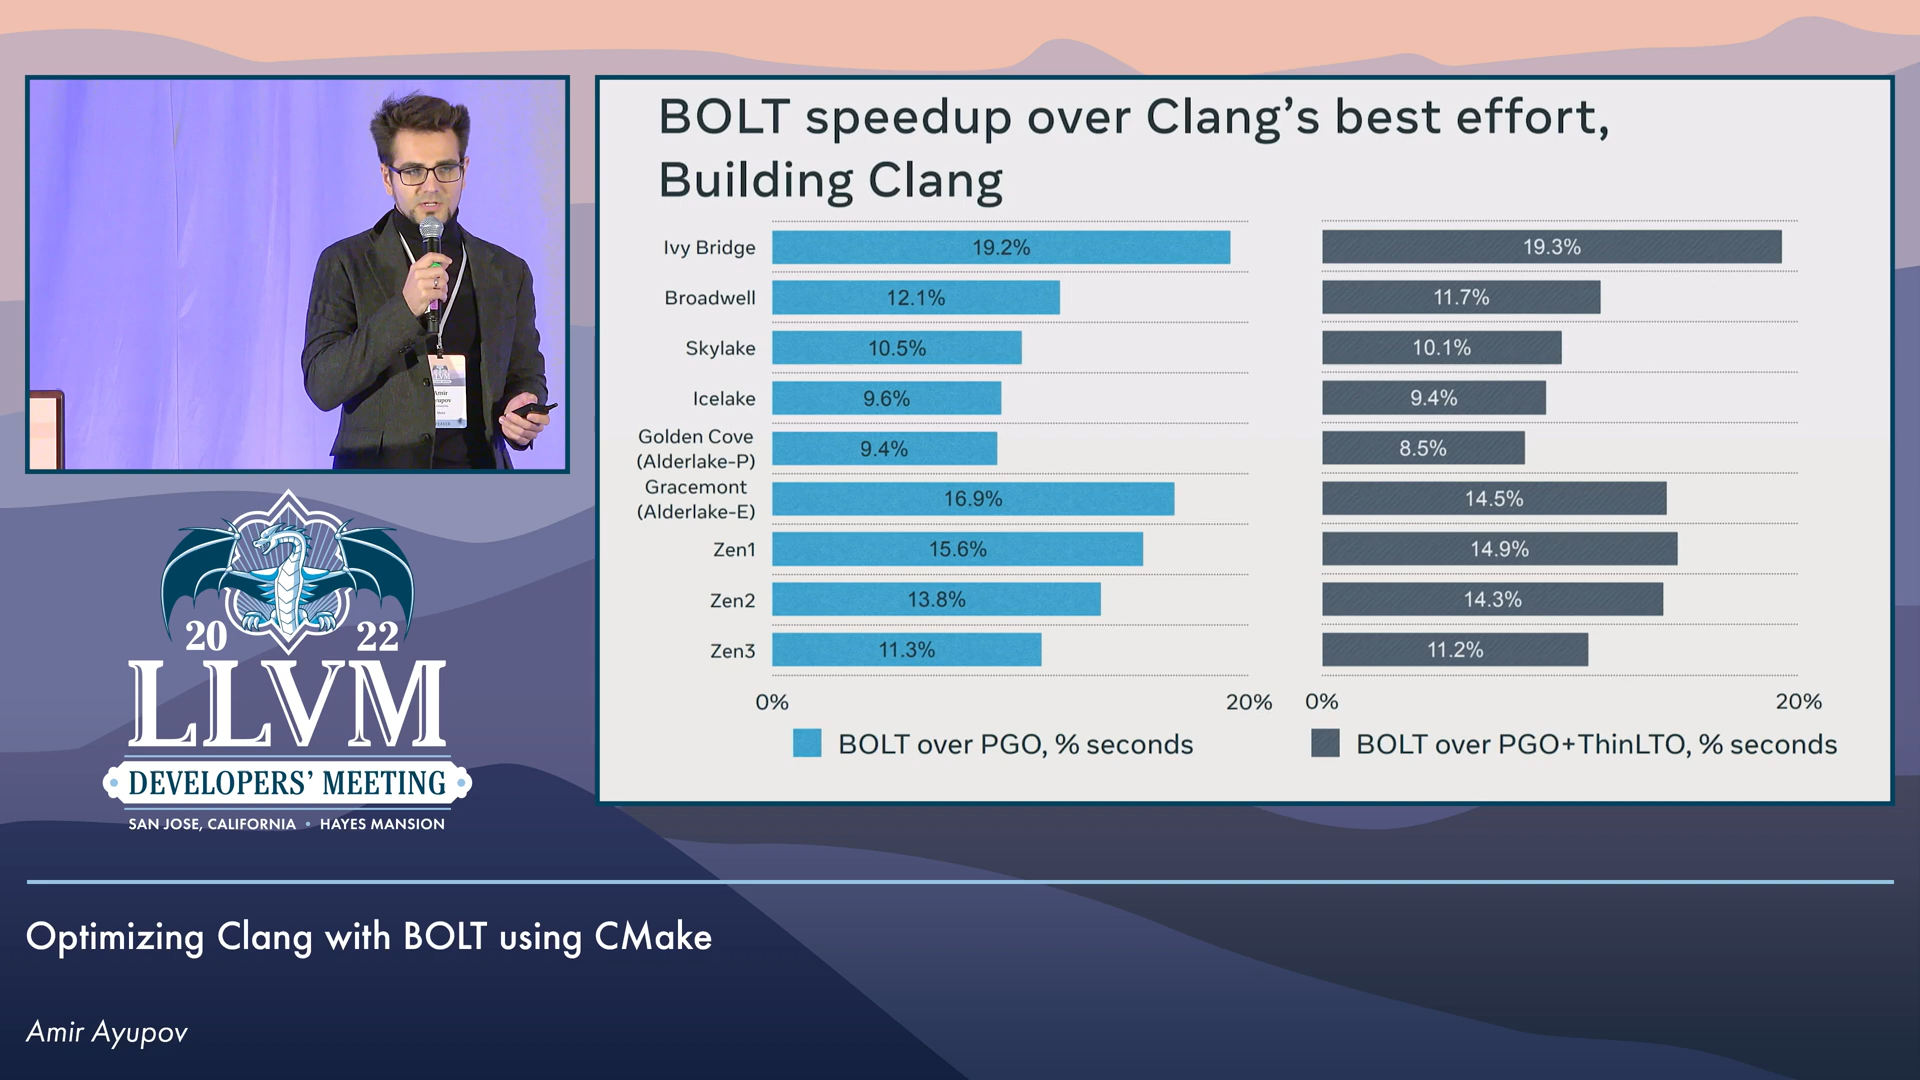 BOLT speedup over Clang's best effort,
Building Clang
Ivy Bridge 19.2% 19.3%
Broadwell 12.1% 11.7%
Skylake 10.5% 10.1%
Icelake 9.6% 9.4%
Golden Cove
(Alderlake-P) 9.4% 8.5%
Gracemont
(Alderlake-E) 16.9% 14.5%
Zen1 15.6% 14.9%
Zen2 13.8% 14.3%
Zen3 11.3% 11.2%
0% 20% 0% 20%
BOLT over PGO, % seconds BOLT over PGO+ThinLTO, % seconds
Amir
20 22
LLVM
DEVELOPERS' MEETING
SAN JOSE, CALIFORNIA • HAYES MANSION
Optimizing Clang with BOLT using CMake
Amir Ayupov